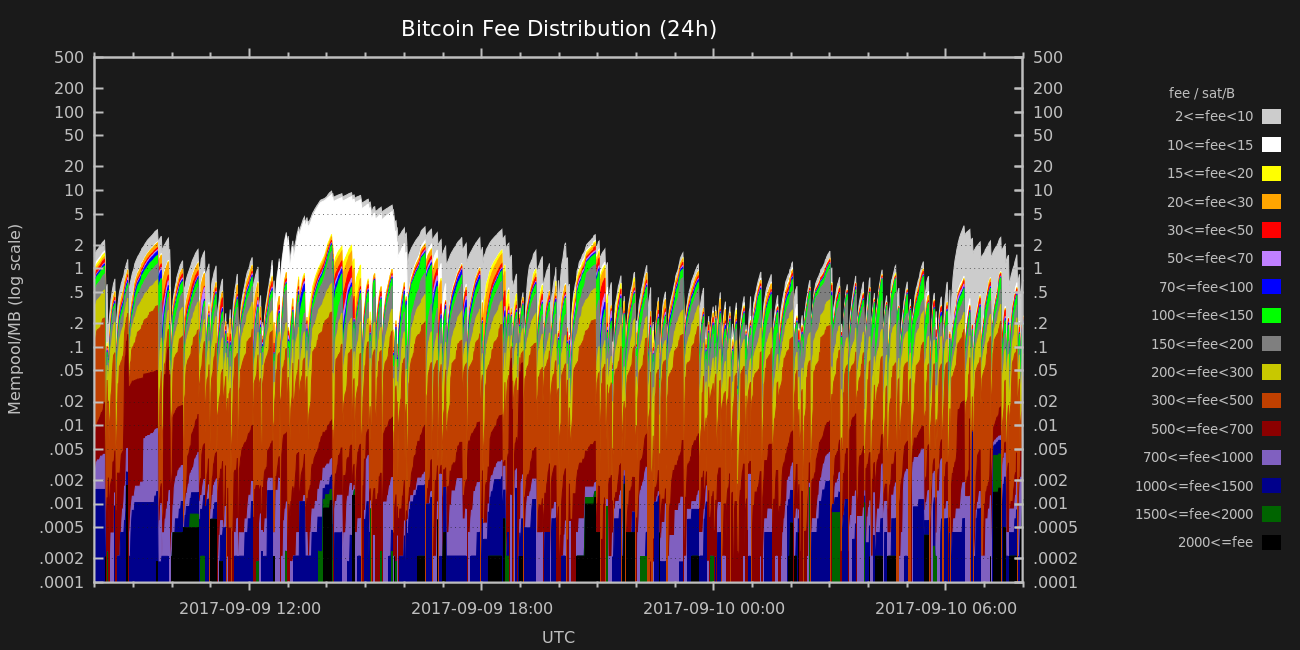 Bitcoin Fee Distribution (24h)
500 500
200 200
100 100
50 50
20 20
10 10
5 5
2 2
1 1
.5 .5
.2 .2
.1 .1
.05 .05
.02 .02
.01 .01
.005 .005
.002 .002
.001 .001
.0005 .0005
.0002 .0002
.0001 .0001
Mempool/MB (log scale)
2017-09-09 12:00 2017-09-09 18:00 2017-09-10 00:00 2017-09-10 06:00
UTC
fee / sat/B
2<=fee<10
10<=fee<15
15<=fee<20
20<=fee<30
30<=fee<50
50<=fee<70
70<=fee<100
100<=fee<150
150<=fee<200
200<=fee<300
300<=fee<500
500<=fee<700
700<=fee<1000
1000<=fee<1500
1500<=fee<2000
2000<=fee